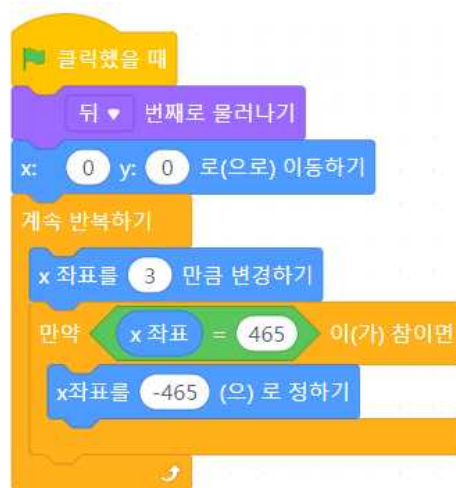 클릭했을 때
뒤 번째로 물러나기
x: 0 y: 0 로(으로) 이동하기
계속 반복하기
x 좌표를 3 만큼 변경하기
만약 x 좌표 = 465 이(가) 참이면
x좌표를 -465 (으) 로 정하기